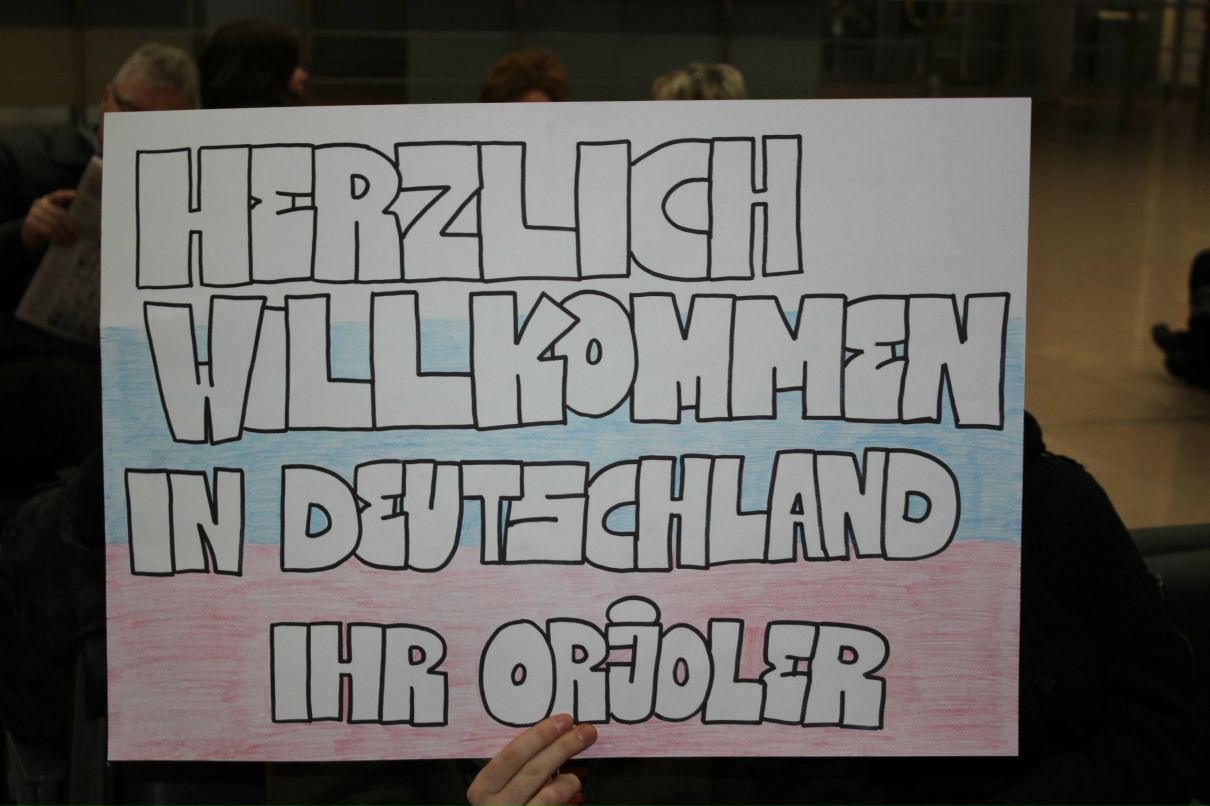 HERZLICH
WILLKOMMEN
IN DEUTSCHLAND
IHR ORJOLER